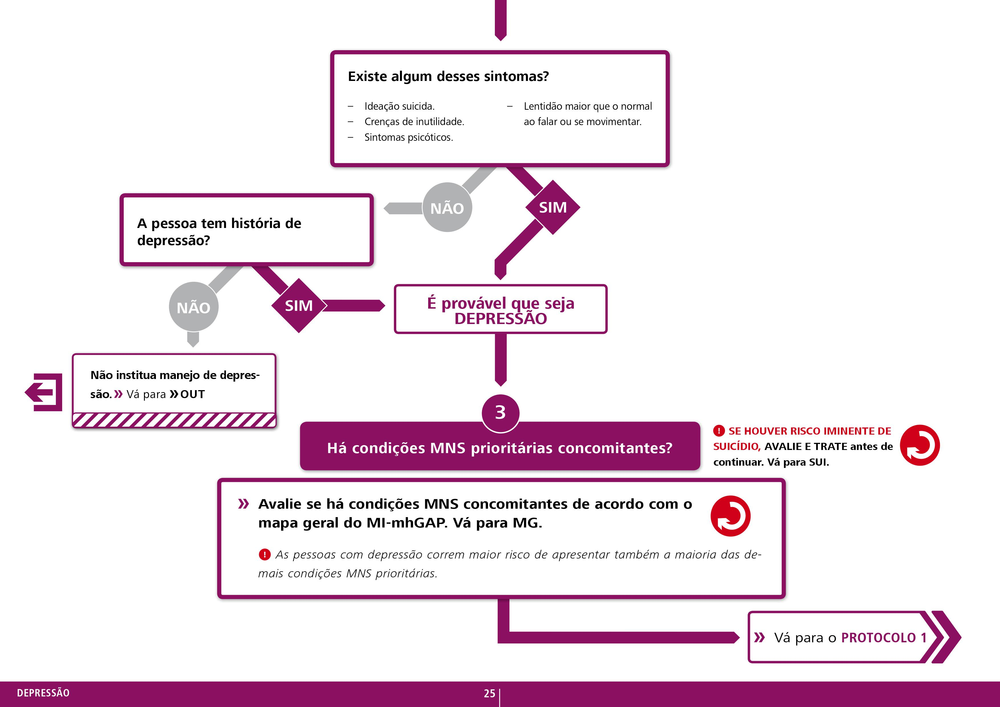 Existe algum desses sintomas?
– Ideação suicida.
– Crenças de inutilidade.
– Sintomas psicóticos.
– Lentidão maior que o normal
ao falar ou se movimentar.
NÃO
SIM
A pessoa tem história de
depressão?
NÃO
SIM
É provável que seja
DEPRESSÃO
Não institua manejo de depres-
são. » Vá para »OUT
3
Há condições MNS prioritárias concomitantes?
! SE HOUVER RISCO IMINENTE DE
SUICÍDIO, AVALIE E TRATE antes de
continuar. Vá para SUI.
» Avalie se há condições MNS concomitantes de acordo com o
mapa geral do MI-mhGAP. Vá para MG.
! As pessoas com depressão correm maior risco de apresentar também a maioria das de-
mais condições MNS prioritárias.
» Vá para o PROTOCOLO 1
DEPRESSÃO
25